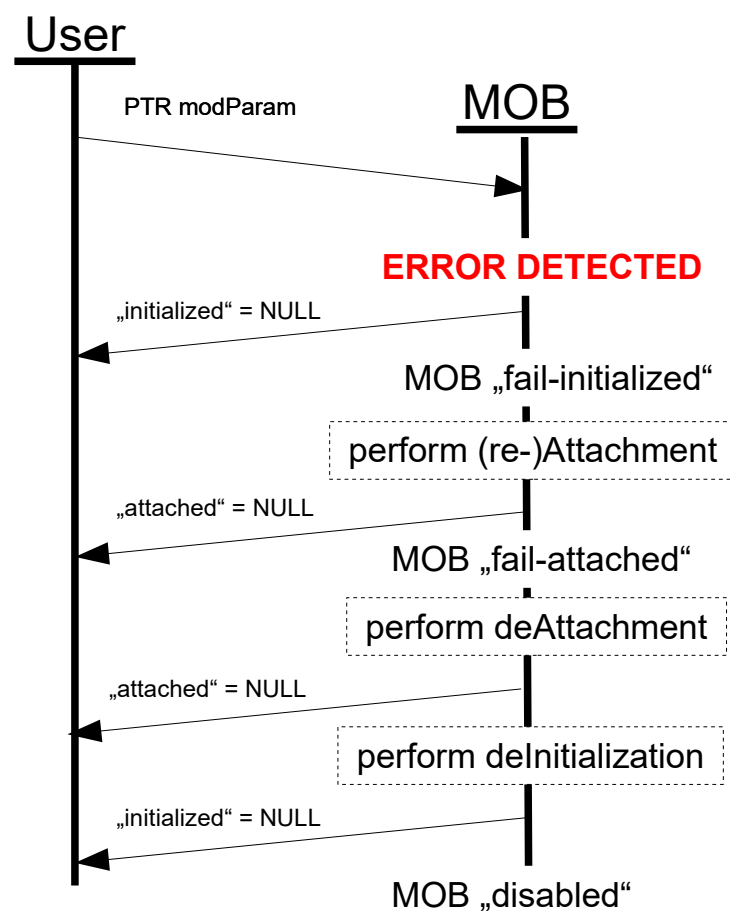 User
PTR modParam
MOB
ERROR DETECTED
„initialized“ = NULL
MOB „fail-initialized“
perform (re-)Attachment
„attached“ = NULL
MOB „fail-attached“
perform deAttachment
„attached“ = NULL
perform deInitialization
„initialized“ = NULL
MOB „disabled“